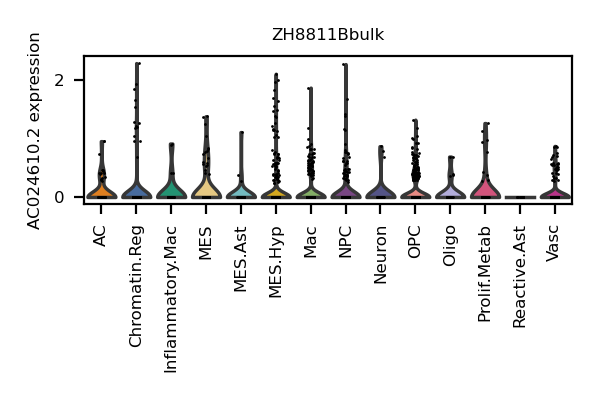 ZH8811Bbulk
AC024610.2 expression
2
0
AC
Chromatin.Reg
Inflammatory.Mac
MES
MES.Ast
MES.Hyp
Mac
NPC
Neuron
OPC
Oligo
Prolif.Metab
Reactive.Ast
Vasc